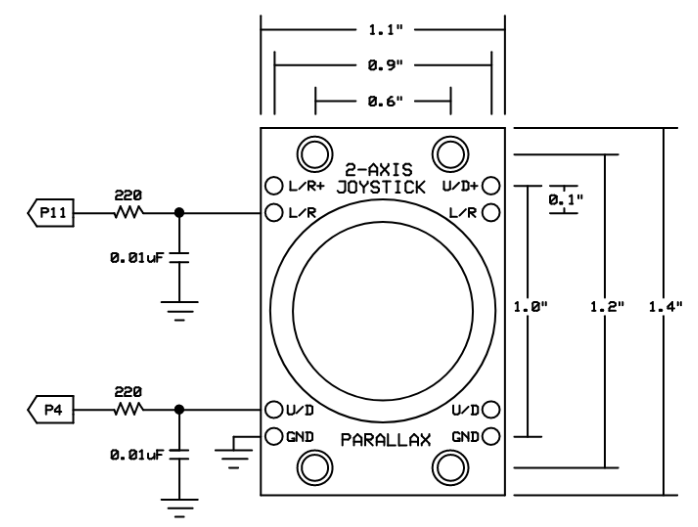 1.1"
0.9"
0.6"
2-AXIS
JOYSTICK
L/R+
U/D+
L/R
L/R
0.1"
P11
220
0.01uF
1.0"
1.2"
1.4"
P4
220
0.01uF
U/D
U/D
GND
PARALLAX
GND